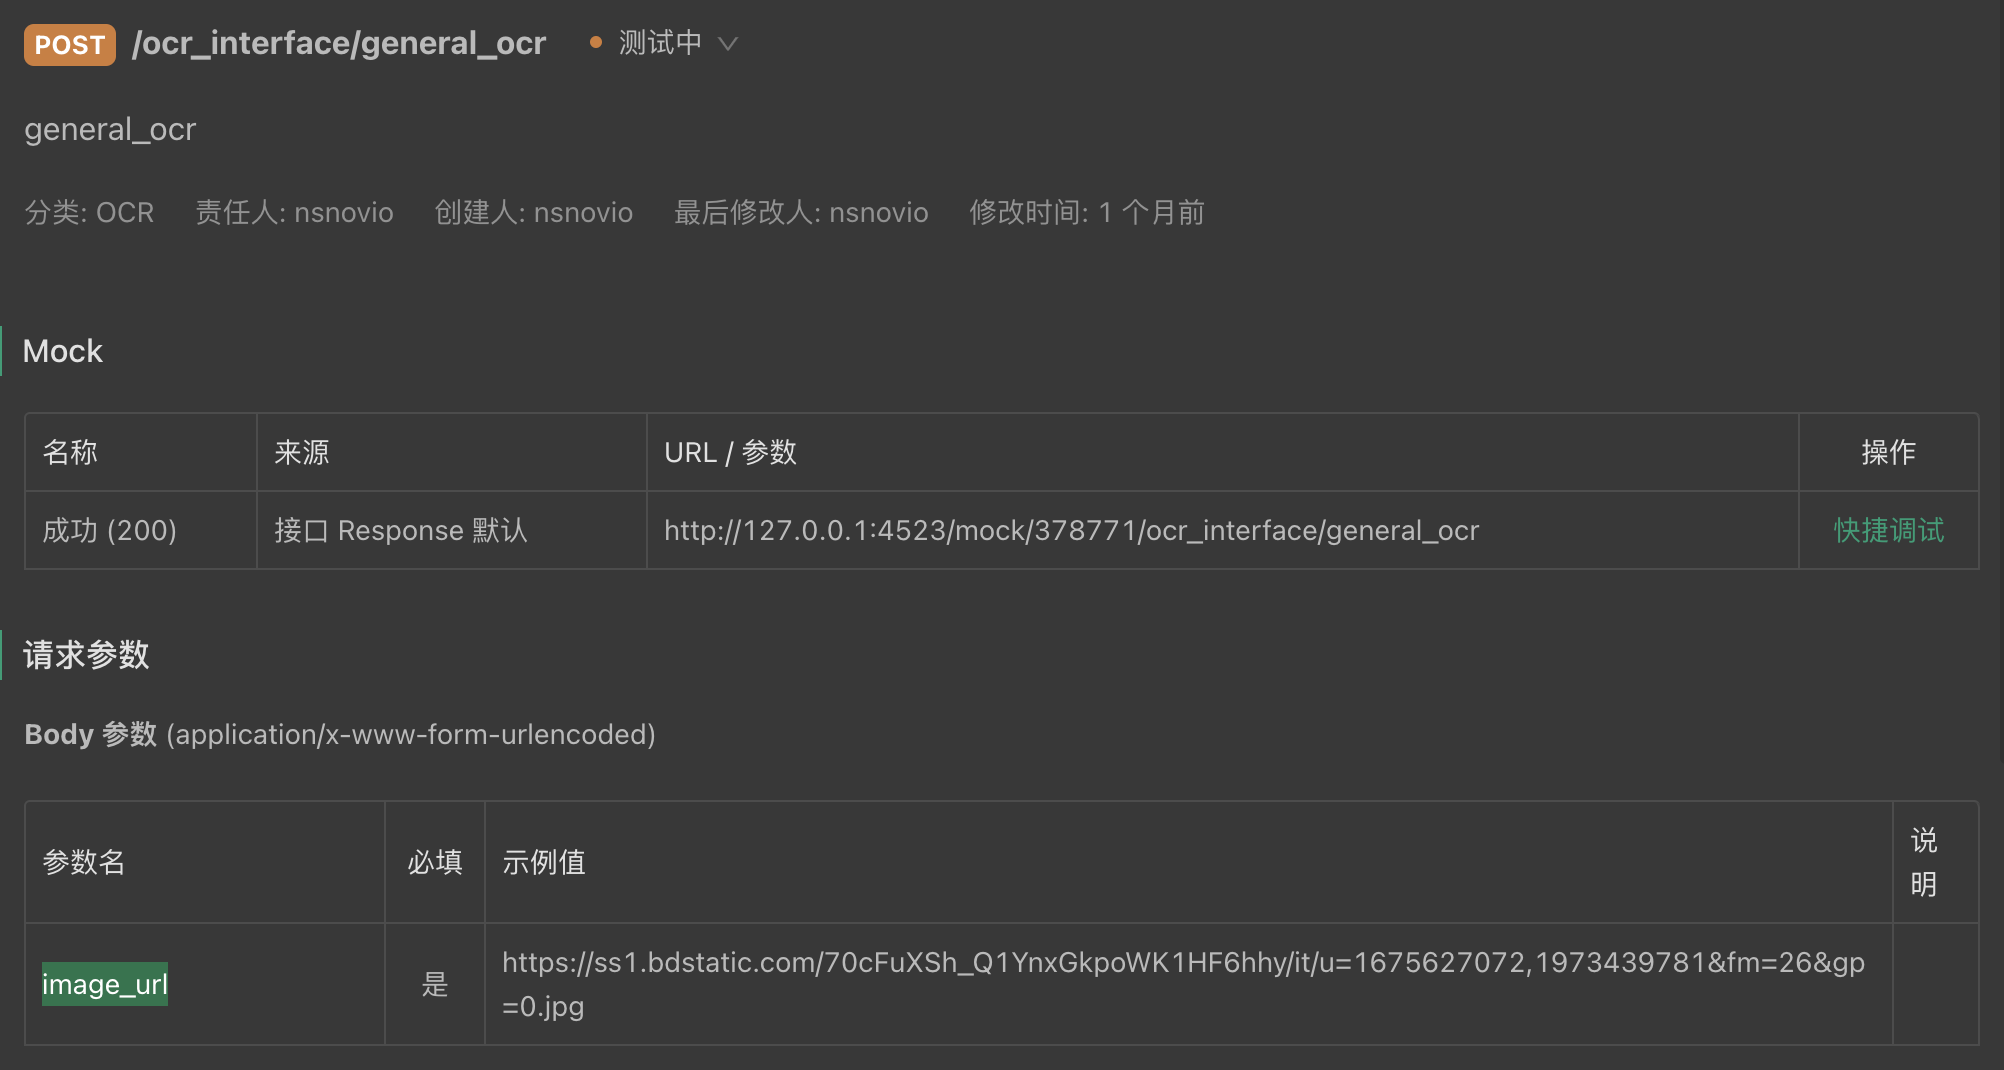 POST /ocr_interface/general_ocr 测试中
general_ocr
分类: OCR 责任人: nsnovio 创建人: nsnovio 最后修改人: nsnovio 修改时间: 1 个月前
Mock
名称 来源 URL / 参数 操作
成功 (200) 接口 Response 默认 http://127.0.0.1:4523/mock/378771/ocr_interface/general_ocr 快捷调试
请求参数
Body 参数 (application/x-www-form-urlencoded)
参数名 必填 示例值 说
明
image_url 是 https://ss1.bdstatic.com/70cFuXSh_Q1YnxGkpoWK1HF6hhy/it/u=1675627072,1973439781&fm=26&gp
=0.jpg